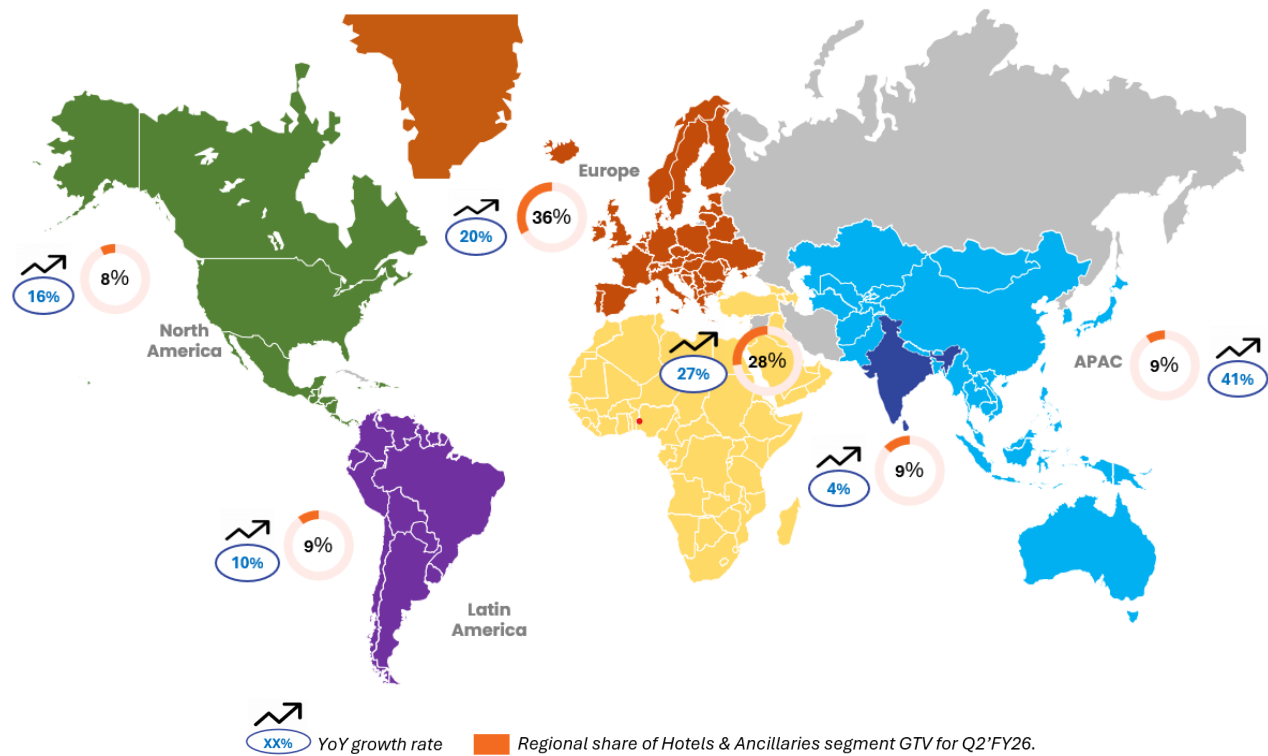 Europe
36%
20%
8%
16%
North
America
28%
27%
APAC
9%
41%
9%
4%
9%
10%
Latin
America
XX% YoY growth rate
Regional share of Hotels & Ancillaries segment GTV for Q2'FY26.